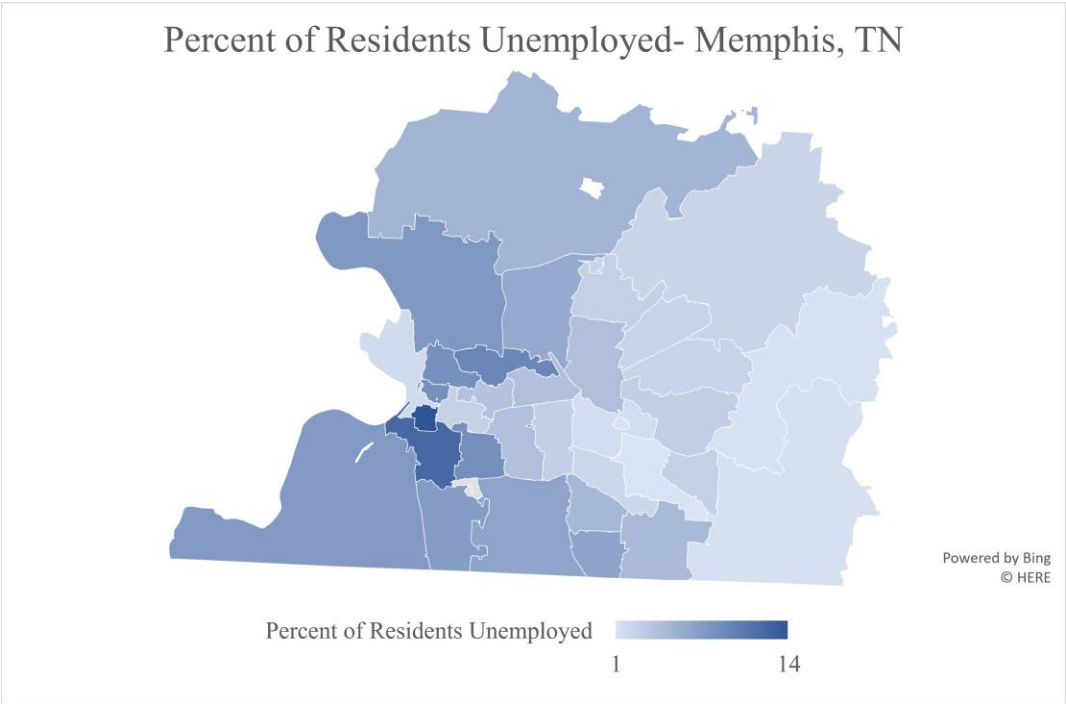 Percent of Residents Unemployed- Memphis, TN
Powered by Bing
© HERE
Percent of Residents Unemployed
1
14